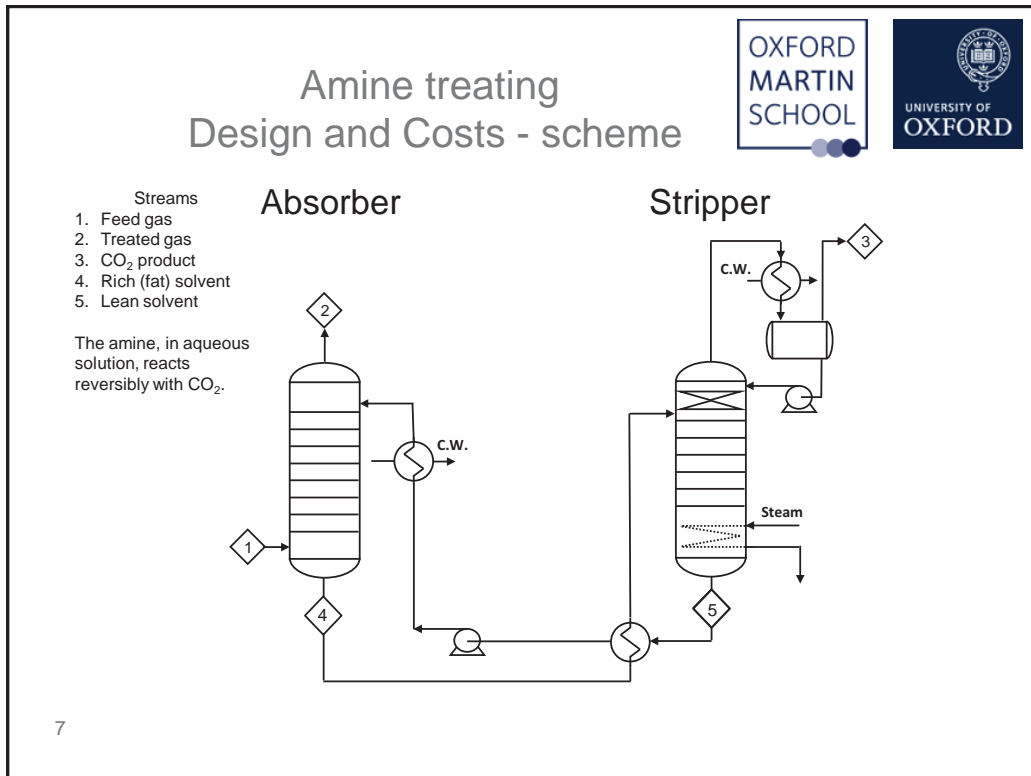 Amine treating
Design and Costs - scheme
OXFORD
MARTIN
SCHOOL
UNIVERSITY OF
OXFORD
Streams
1. Feed gas
2. Treated gas
3. CO₂ product
4. Rich (fat) solvent
5. Lean solvent
The amine, in aqueous
solution, reacts
reversibly with CO₂.
Absorber
Stripper
3
C.W.
2
C.W.
Steam
1
4
5
7